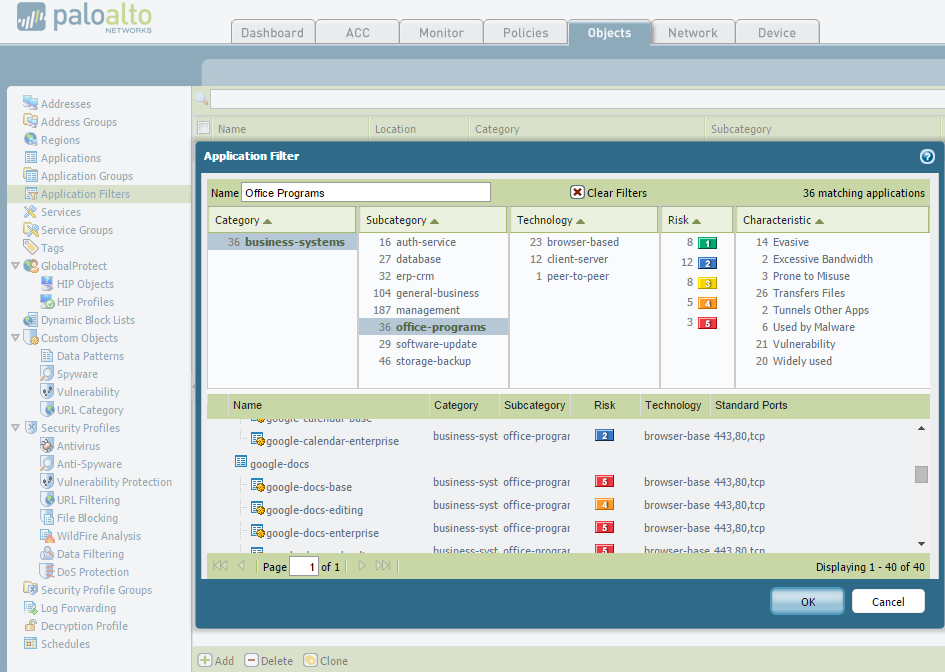 paloalto
NETWORKS
Dashboard ACC Monitor Policies Objects Network Device
Addresses
Address Groups
Regions
Applications
Application Groups
Application Filters
Services
Service Groups
Tags
GlobalProtect
HIP Objects
HIP Profiles
Dynamic Block Lists
Custom Objects
Data Patterns
Spyware
Vulnerability
URL Category
Security Profiles
Antivirus
Anti-Spyware
Vulnerability Protection
URL Filtering
File Blocking
WildFire Analysis
Data Filtering
DoS Protection
Security Profile Groups
Log Forwarding
Decryption Profile
Schedules
Name Location Category Subcategory
Application Filter
Name Office Programs Clear Filters 36 matching applications
Category Subcategory Technology Risk Characteristic
36 business-systems
16 auth-service
27 database
32 erp-crm
104 general-business
187 management
36 office-programs
29 software-update
46 storage-backup
23 browser-based
12 client-server
1 peer-to-peer
8 1
12 2
8 3
5 4
3 5
14 Evasive
2 Excessive Bandwidth
3 Prone to Misuse
26 Transfers Files
2 Tunnels Other Apps
6 Used by Malware
21 Vulnerability
20 Widely used
Name Category Subcategory Risk Technology Standard Ports
google-calendar-base
google-calendar-enterprise business-syst office-prograr 2 browser-base 443,80,tcp
google-docs
google-docs-base business-syst office-prograr 5 browser-base 443,80,tcp
google-docs-editing business-syst office-prograr 4 browser-base 443,80,tcp
google-docs-enterprise business-syst office-prograr 5 browser-base 443,80,tcp
business-syst office-prograr 5 browser-base 443,80,tcp
Page 1 of 1 Displaying 1 - 40 of 40
OK Cancel
Add Delete Clone